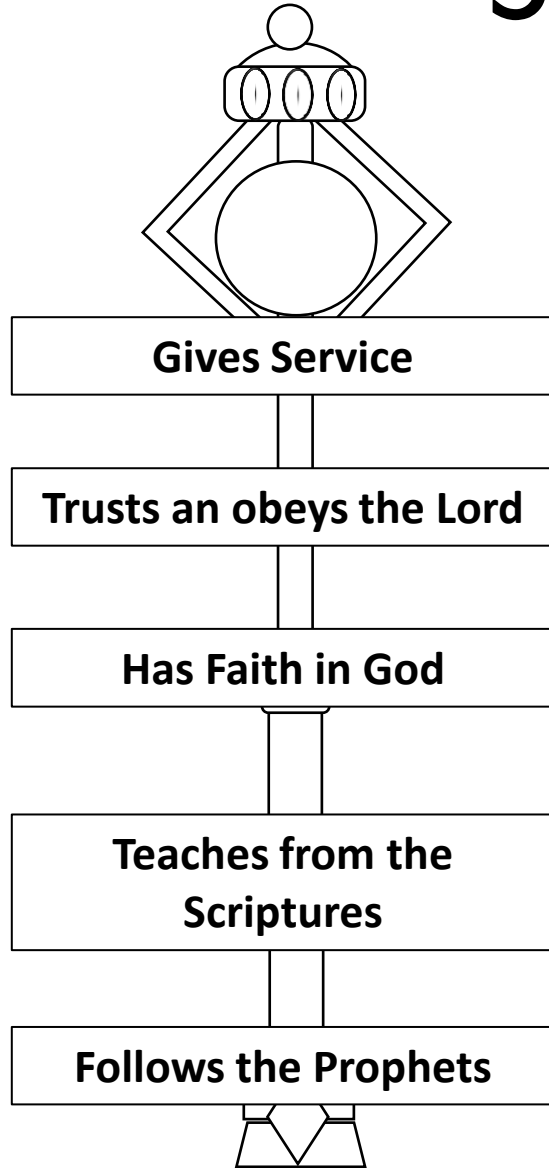 Gives Service
Trusts an obeys the Lord
Has Faith in God
Teaches from the
Scriptures
Follows the Prophets